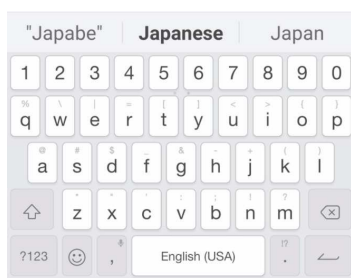 "Japabe" Japanese Japan
1 2 3 4 5 6 7 8 9 0
% \ | = [ ] < > { }
q w e r t y u i o p
@ # $ _ & - + ( )
a s d f g h j k l
* " ' : ; ! ?
z x c v b n m
?123 , English (USA) !? .